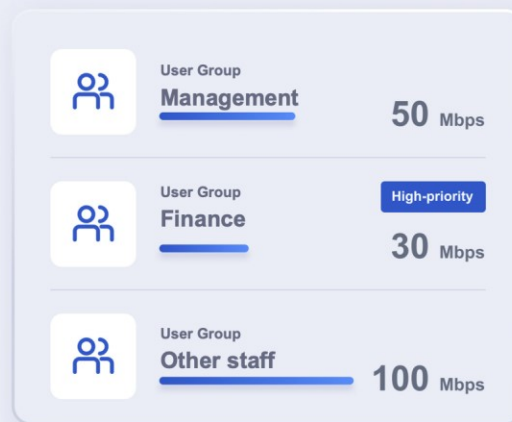 User Group
Management
50 Mbps
User Group
High-priority
Finance
30 Mbps
User Group
Other staff
100 Mbps